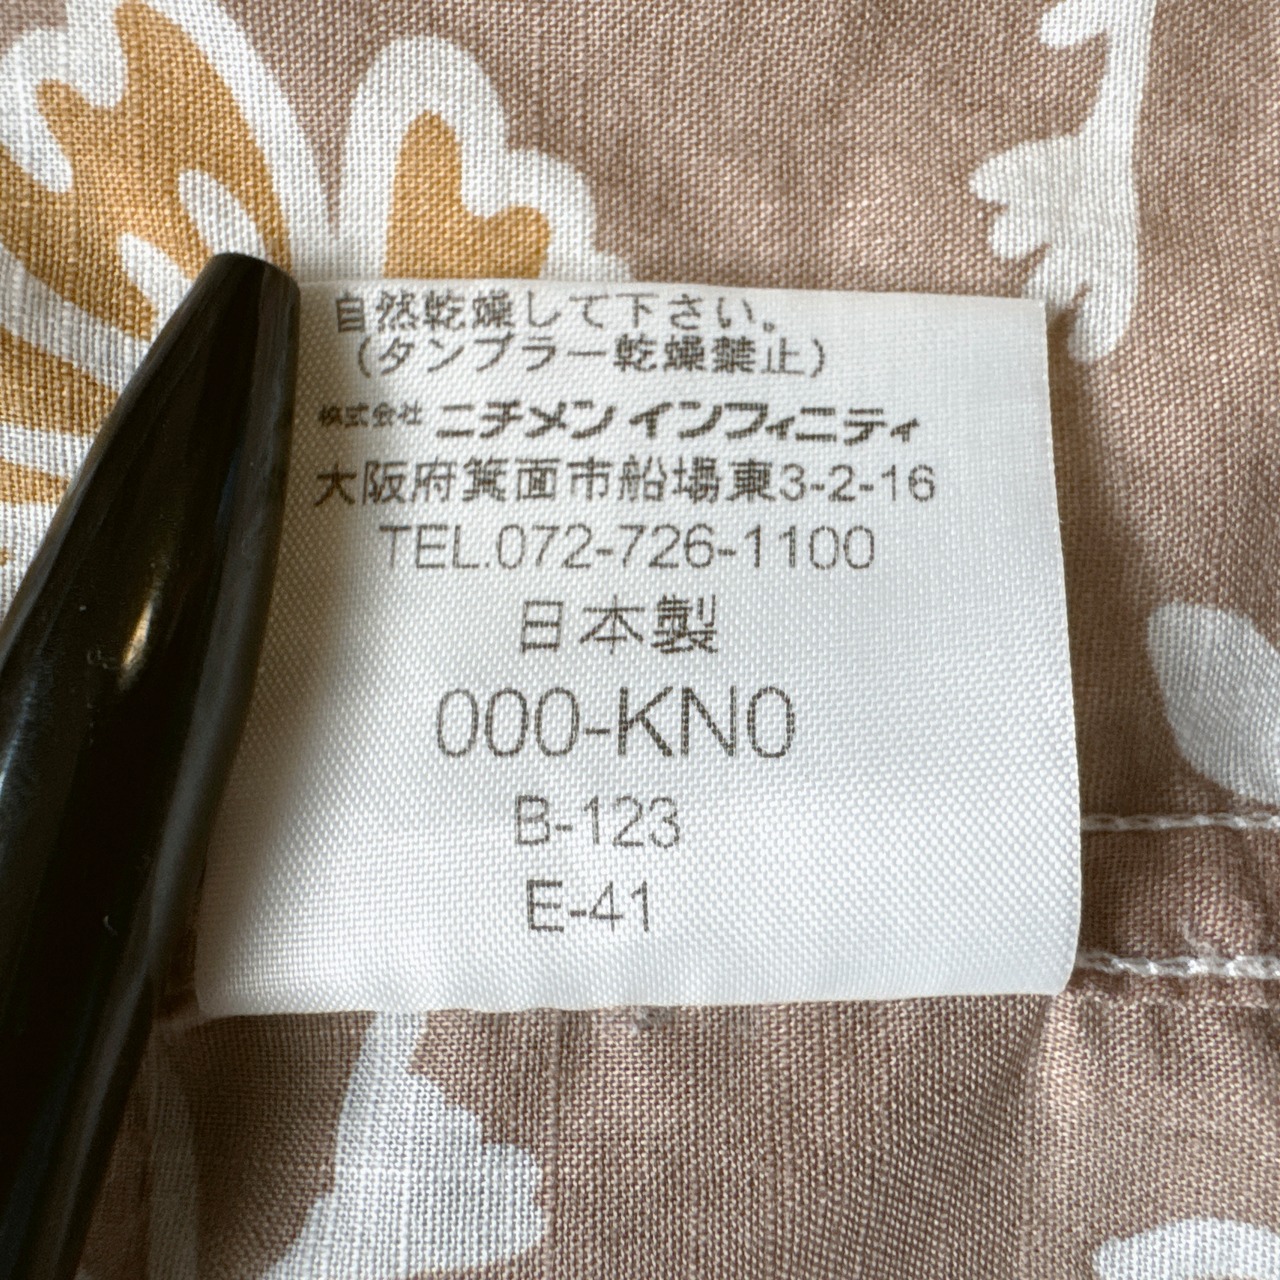 自然乾燥して下さい。
(タンブラー乾燥禁止)
株式会社 ニチメン インフィニティ
大阪府箕面市船場東3-2-16
TEL.072-726-1100
日本製
000-KN0
B-123
E-41